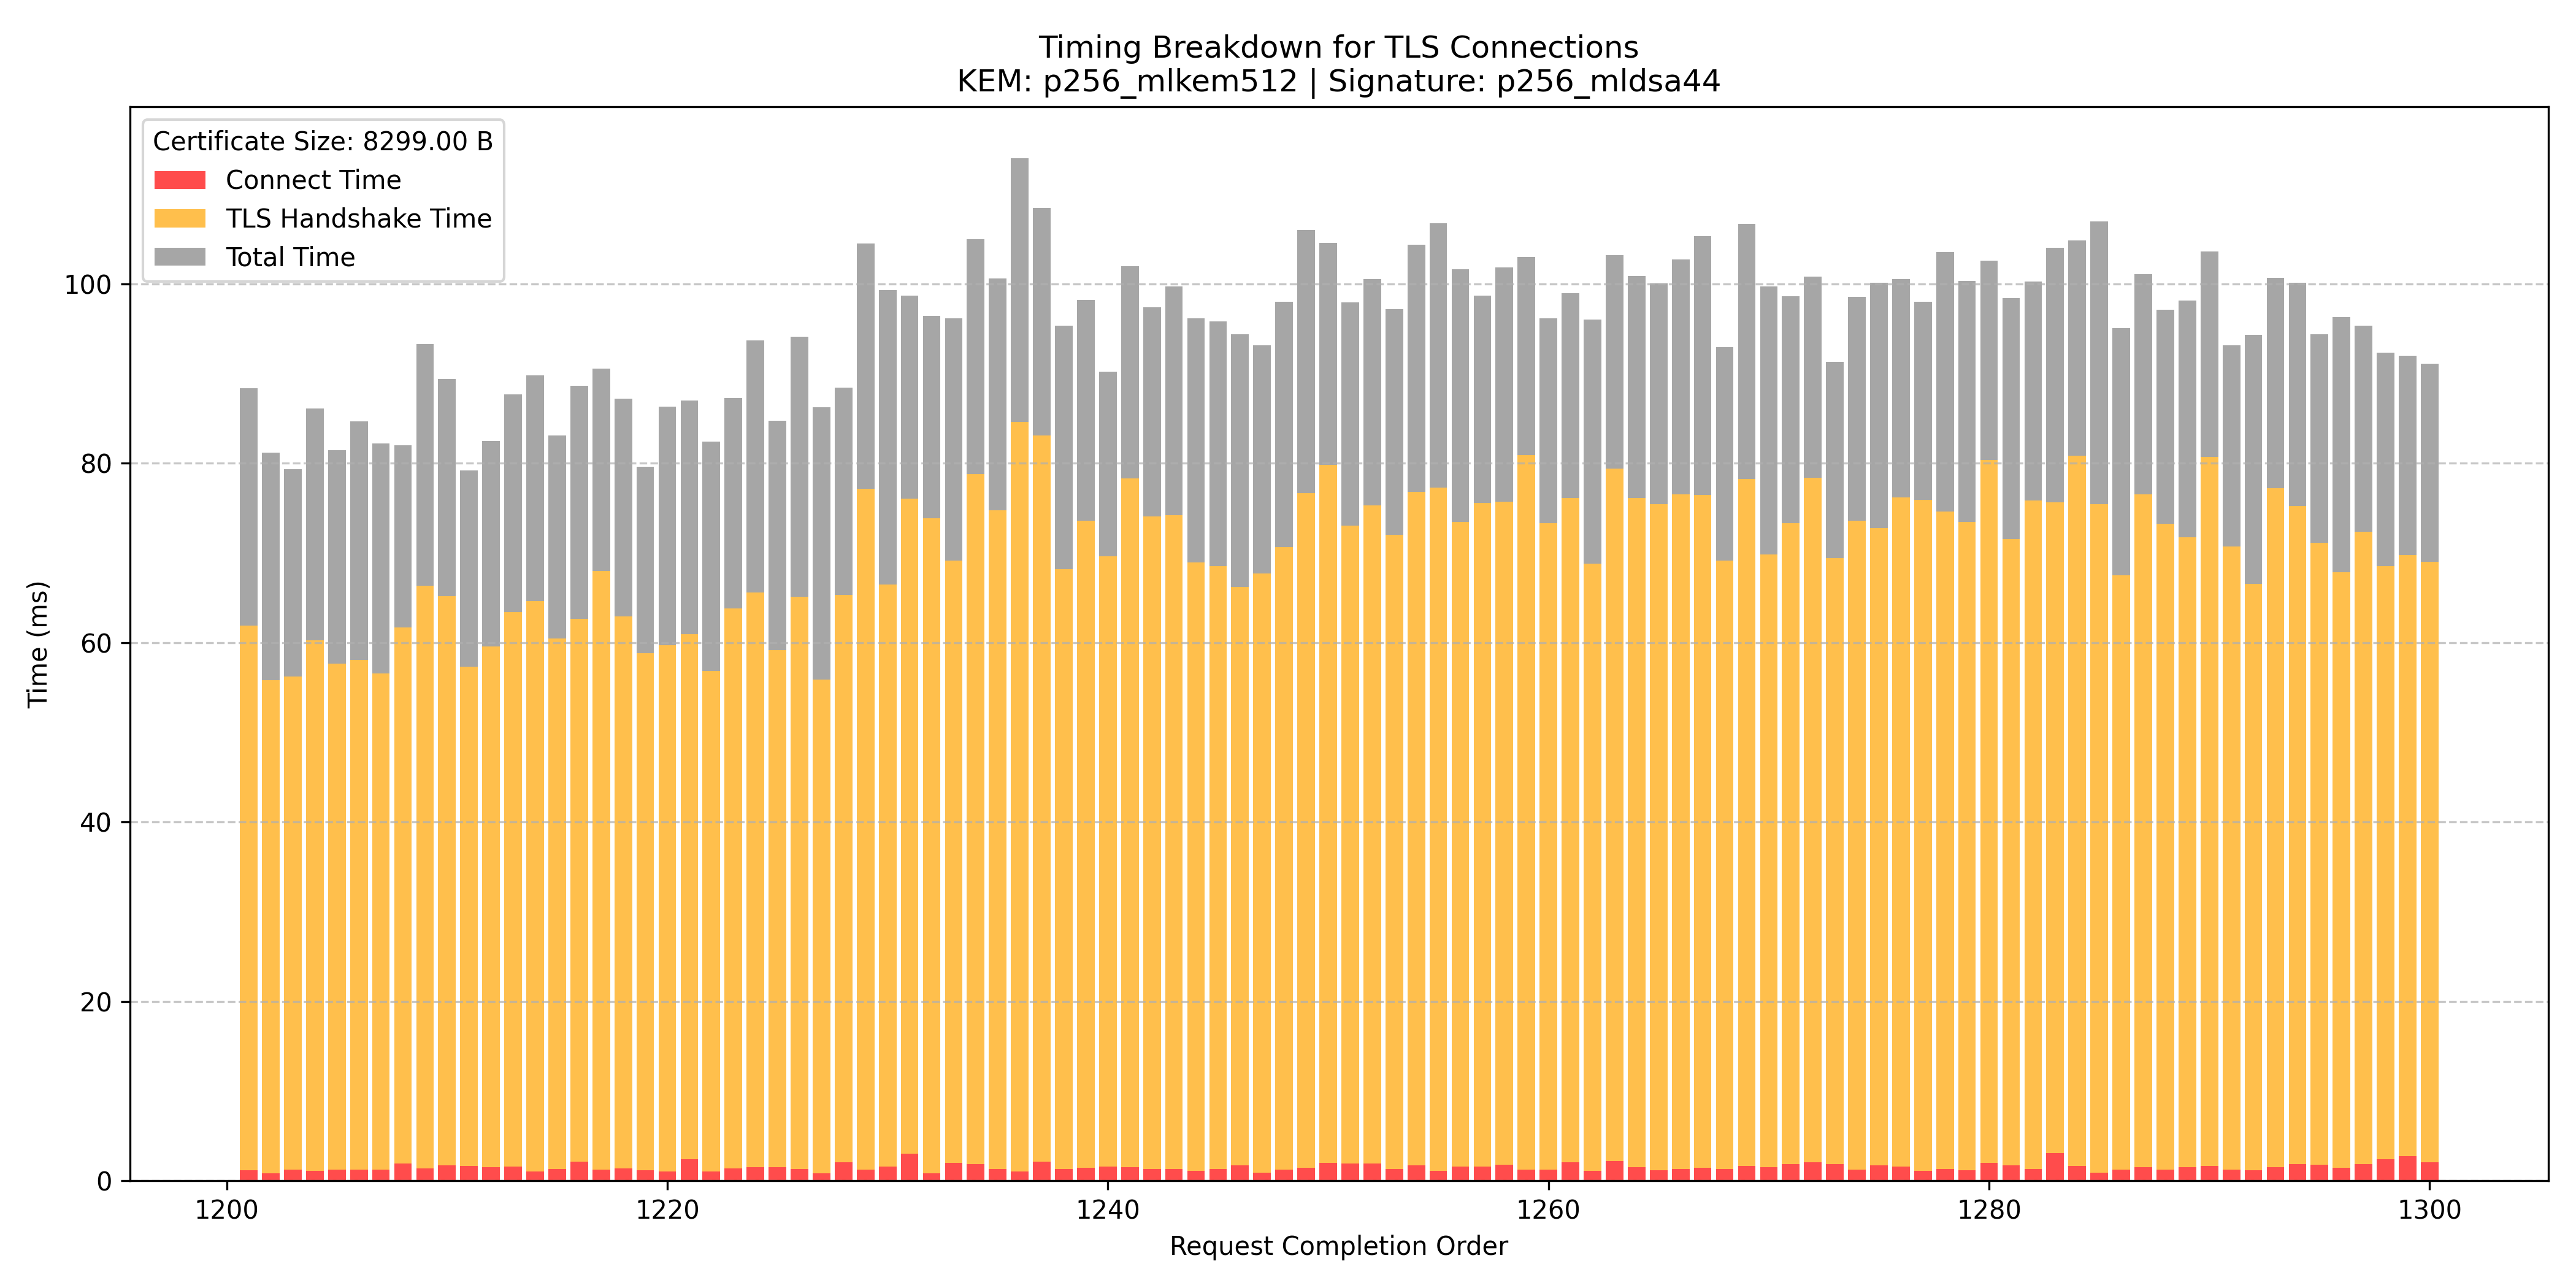 Timing Breakdown for TLS Connections
KEM: p256_mlkem512 | Signature: p256_mldsa44
Certificate Size: 8299.00 B
Connect Time
TLS Handshake Time
Total Time
Time (ms)
100
80
60
40
20
0
1200 1220 1240 1260 1280 1300
Request Completion Order